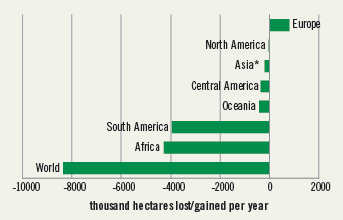 Europe
North America
Asia*
Central America
Oceania
South America
Africa
World
-10000 -8000 -6000 -4000 -2000 0 2000
thousand hectares lost/gained per year